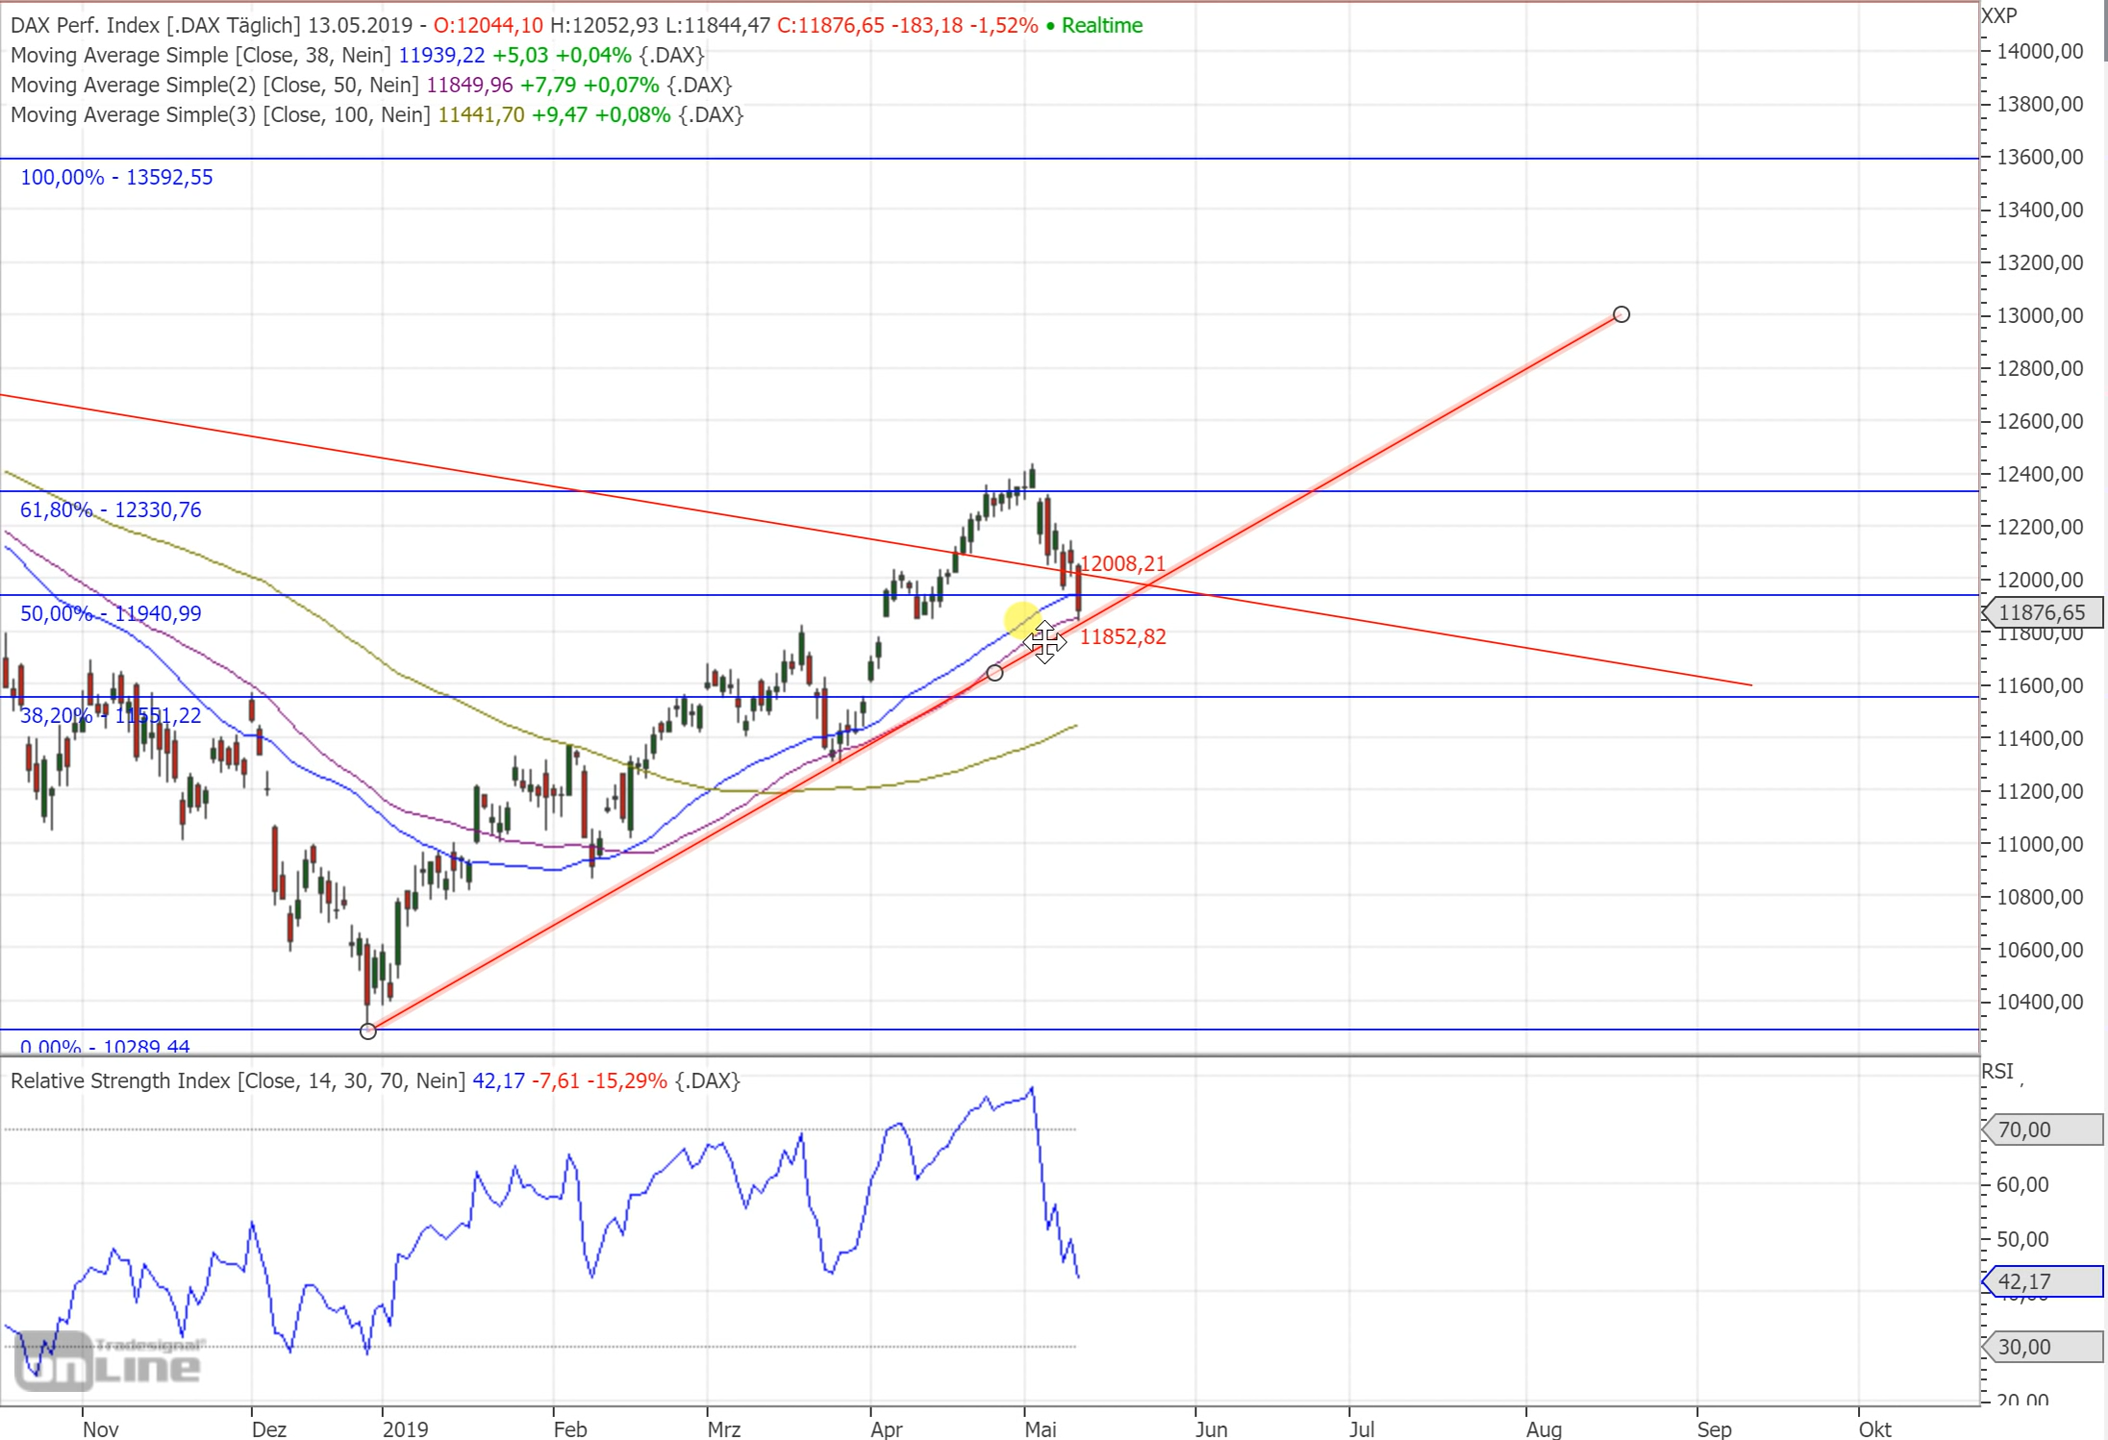 DAX Perf. Index [.DAX Täglich] 13.05.2019 - O:12044,10 H:12052,93 L:11844,47 C:11876,65 -183,18 -1,52% • Realtime
Moving Average Simple [Close, 38, Nein] 11939,22 +5,03 +0,04% {.DAX}
Moving Average Simple(2) [Close, 50, Nein] 11849,96 +7,79 +0,07% {.DAX}
Moving Average Simple(3) [Close, 100, Nein] 11441,70 +9,47 +0,08% {.DAX}
XXP
14000,00
13800,00
13600,00
100,00% - 13592,55
13400,00
13200,00
13000,00
12800,00
12600,00
12400,00
61,80% - 12330,76
12200,00
12008,21
12000,00
50,00% - 11940,99
11876,65
11800,00
11852,82
11600,00
38,20% - 11551,22
11400,00
11200,00
11000,00
10800,00
10600,00
10400,00
0,00% - 10289,44
Relative Strength Index [Close, 14, 30, 70, Nein] 42,17 -7,61 -15,29% {.DAX}
RSI
70,00
60,00
50,00
42,17
30,00
20,00
Tradesignal®
onLine
Nov Dez 2019 Feb Mrz Apr Mai Jun Jul Aug Sep Okt